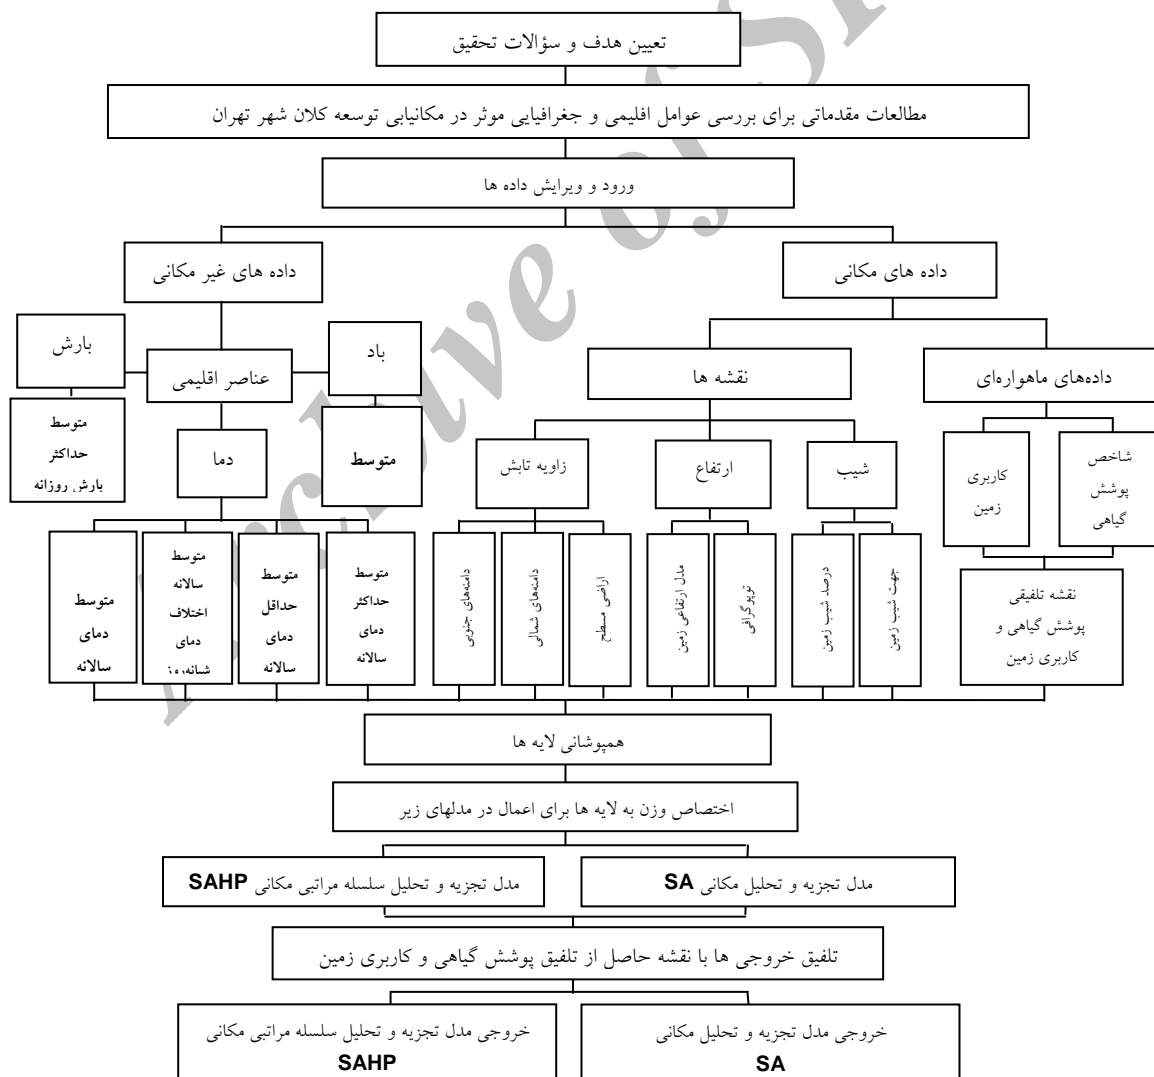 تعیین هدف و سؤالات تحقیق
مطالعات مقدماتی برای بررسی عوامل اقلیمی و جغرافیایی موثر در مکانیابی توسعه کلان شهر تهران
ورود و ویرایش داده ها
داده های مکانی
داده های غیر مکانی
داده‌های ماهواره‌ای
نقشه ها
باد
عناصر اقلیمی
بارش
شاخص
پوشش
گیاهی
کاربری
زمین
شیب
ارتفاع
زاویه تابش
متوسط
دما
متوسط
حداکثر
بارش روزانه
نقشه تلفیقی
پوشش گیاهی و
کاربری زمین
جهت شیب زمین
درصد شیب زمین
توپوگرافی
مدل ارتفاعی زمین
اراضی مسطح
دامنه‌های شمالی
دامنه‌های جنوبی
متوسط
حداکثر
دمای
سالانه
متوسط
حداقل
دمای
سالانه
متوسط
سالانه
اختلاف
دمای
شبانه‌روز
متوسط
دمای
سالانه
همپوشانی لایه ها
اختصاص وزن به لایه ها برای اعمال در مدلهای زیر
مدل تجزیه و تحلیل مکانی SA
مدل تجزیه و تحلیل سلسله مراتبی مکانی SAHP
تلفیق خروجی ها با نقشه حاصل از تلفیق پوشش گیاهی و کاربری زمین
خروجی مدل تجزیه و تحلیل مکانی
SA
خروجی مدل تجزیه و تحلیل سلسله مراتبی مکانی
SAHP
Archive of